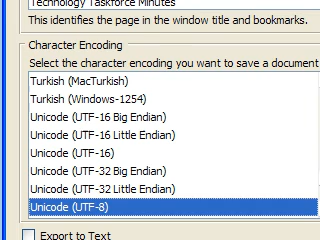 Technology Taskforce Minutes
This identifies the page in the window title and bookmarks.
Character Encoding
Select the character encoding you want to save a document
Turkish (MacTurkish)
Turkish (Windows-1254)
Unicode (UTF-16 Big Endian)
Unicode (UTF-16 Little Endian)
Unicode (UTF-16)
Unicode (UTF-32 Big Endian)
Unicode (UTF-32 Little Endian)
Unicode (UTF-8)
Export to Text